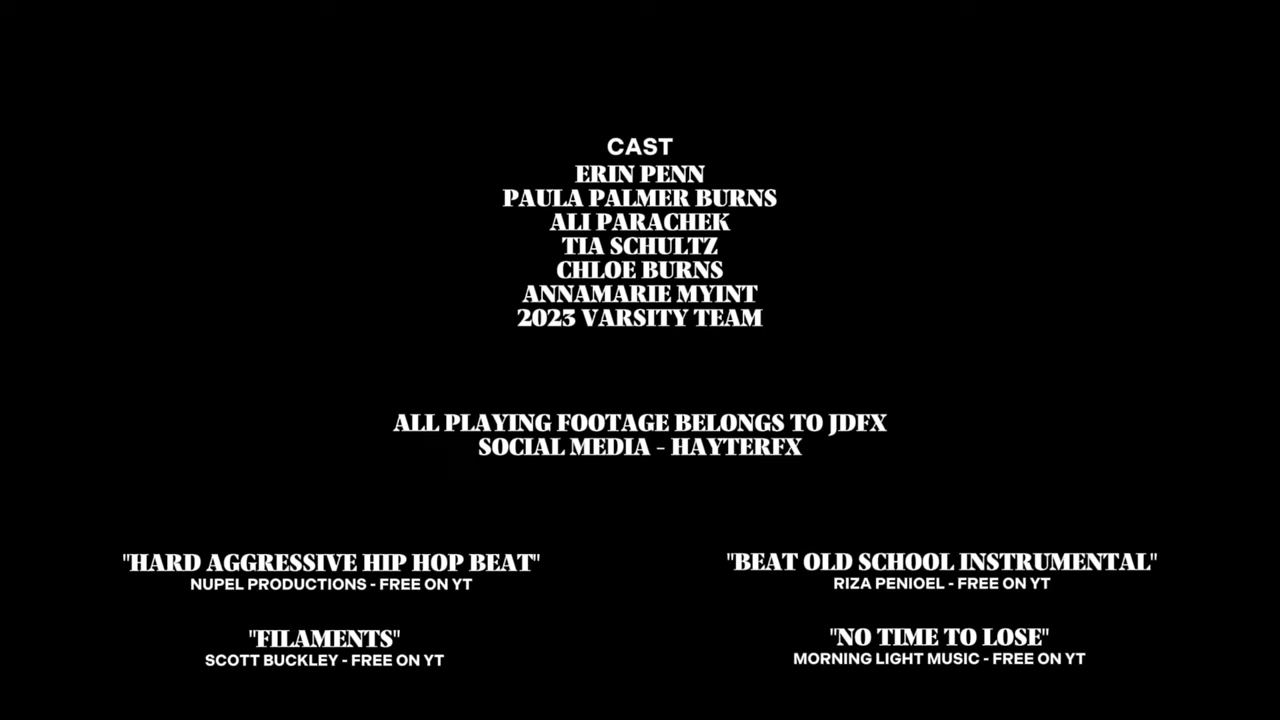 CAST
ERIN PENN
PAULA PALMER BURNS
ALI PARACHEK
TIA SCHULTZ
CHLOE BURNS
ANNAMARIE MYINT
2023 VARSITY TEAM
ALL PLAYING FOOTAGE BELONGS TO JDFX
SOCIAL MEDIA - HAYTERFX
"HARD AGGRESSIVE HIP HOP BEAT"
NUPEL PRODUCTIONS - FREE ON YT
"BEAT OLD SCHOOL INSTRUMENTAL"
RIZA PENIOEL - FREE ON YT
"FILAMENTS"
SCOTT BUCKLEY - FREE ON YT
"NO TIME TO LOSE"
MORNING LIGHT MUSIC - FREE ON YT